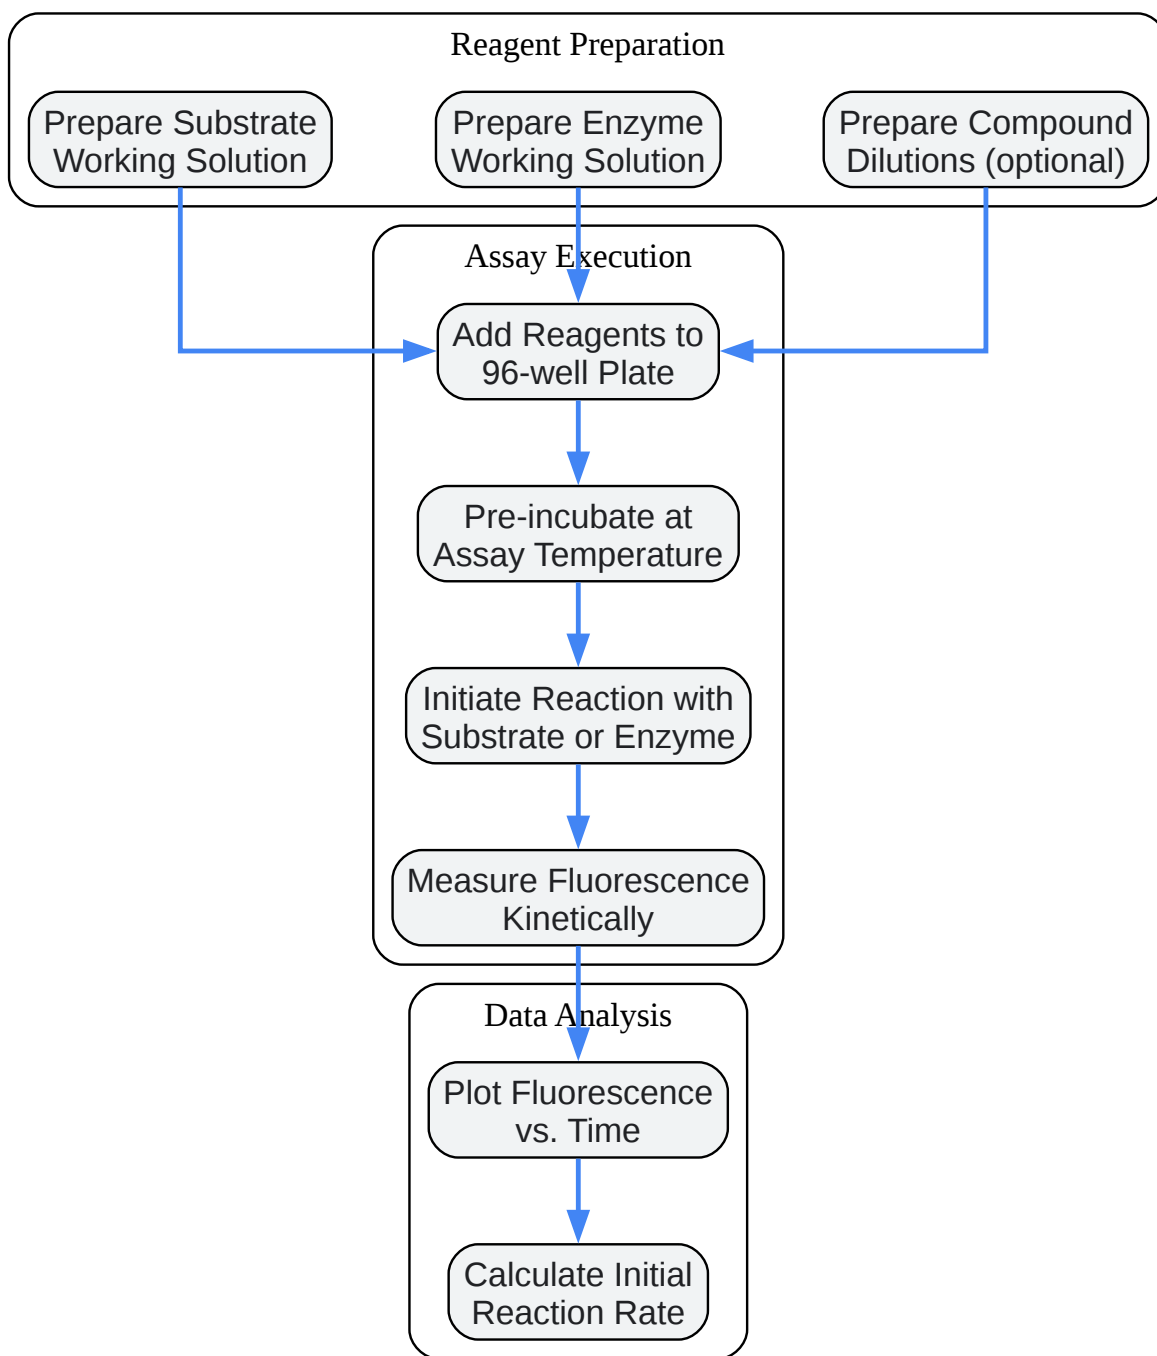 Reagent Preparation
Prepare Substrate
Working Solution
Prepare Enzyme
Working Solution
Prepare Compound
Dilutions (optional)
Assay Execution
Add Reagents to
96-well Plate
Pre-incubate at
Assay Temperature
Initiate Reaction with
Substrate or Enzyme
Measure Fluorescence
Kinetically
Data Analysis
Plot Fluorescence
vs. Time
Calculate Initial
Reaction Rate